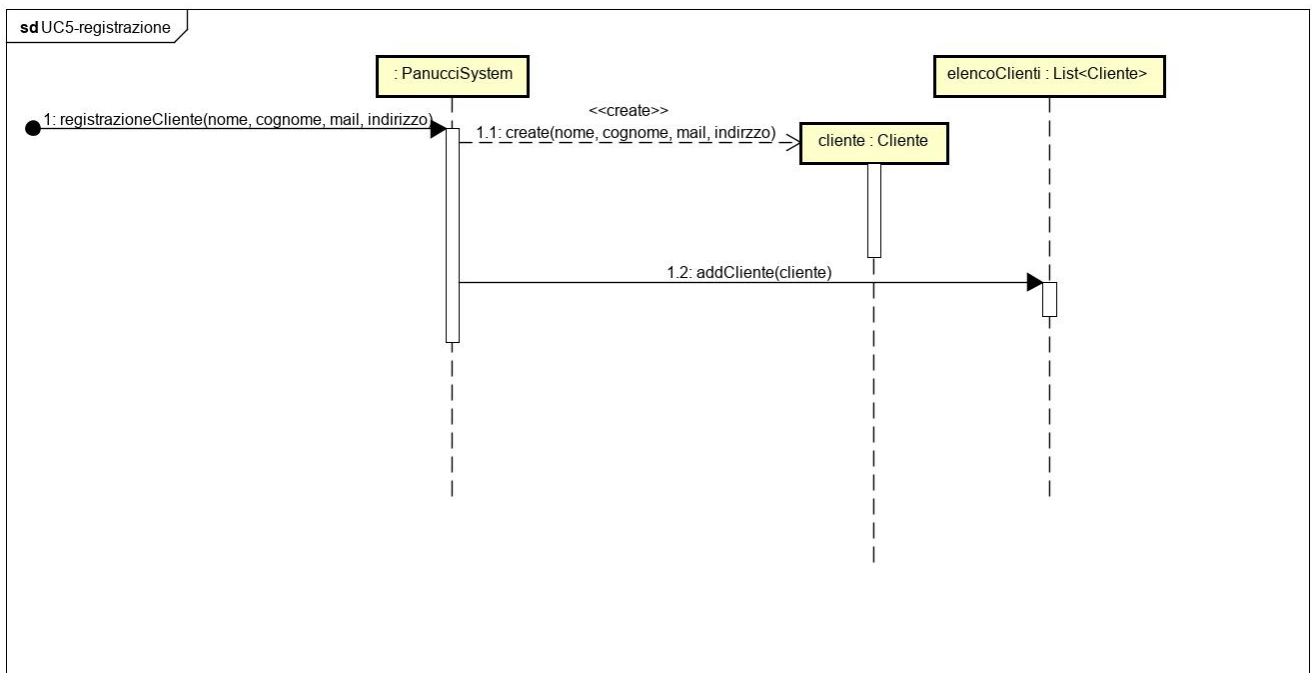 sd UC5-registrazione
: PanucciSystem
elencoClienti : List<Cliente>
1: registrazioneCliente(nome, cognome, mail, indirizzo)
<<create>>
1.1: create(nome, cognome, mail, indirzzo)
cliente : Cliente
1.2: addCliente(cliente)